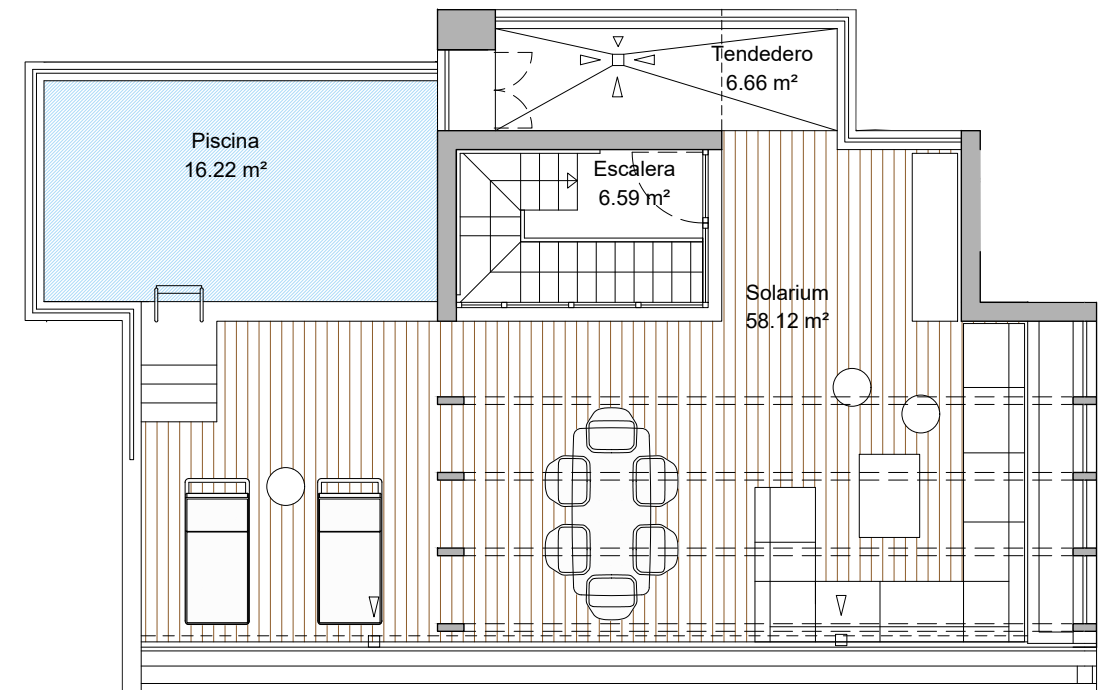 Tendedero
6.66 m²
Piscina
16.22 m²
Escalera
6.59 m²
Solarium
58.12 m²